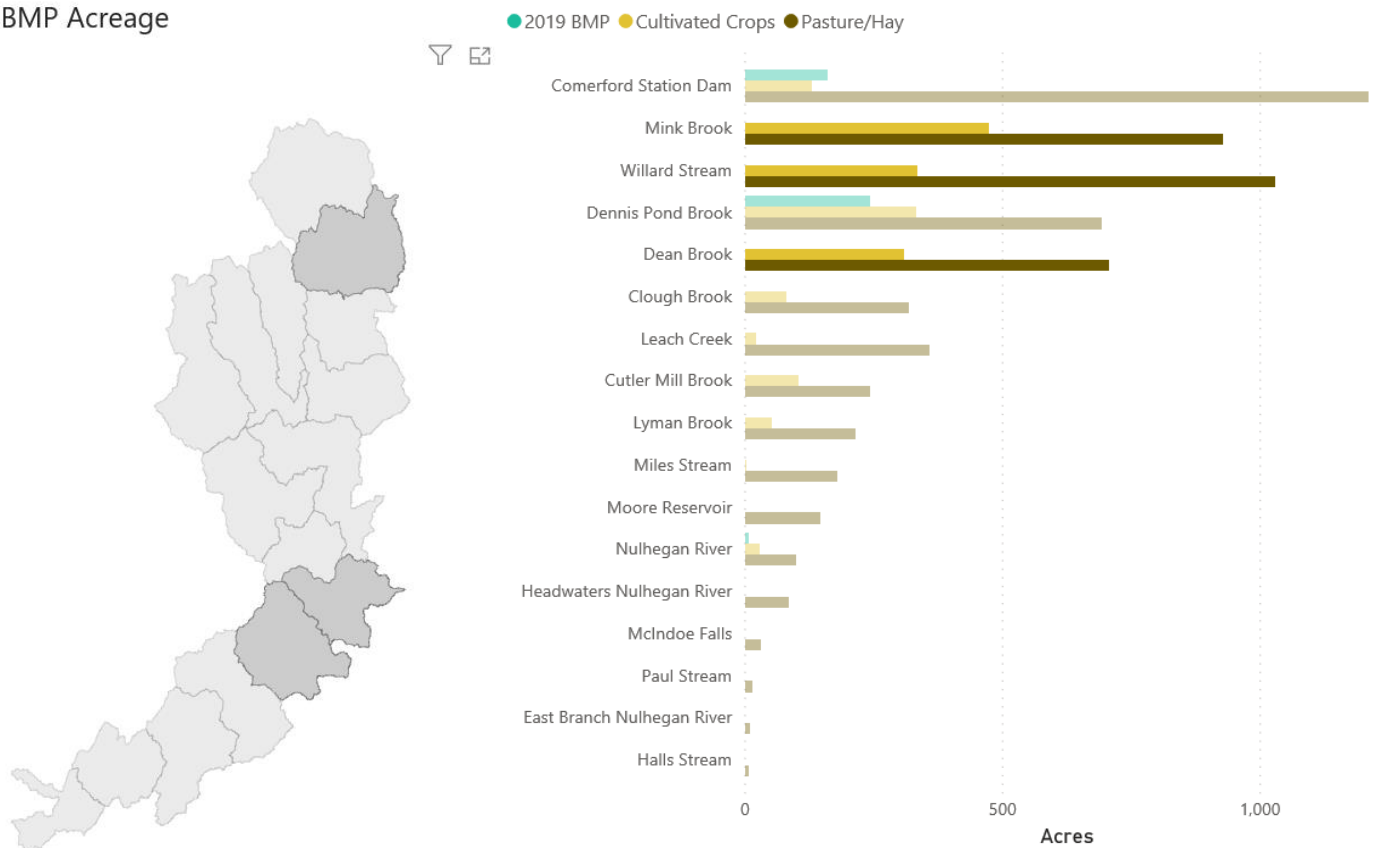 BMP Acreage
2019 BMP Cultivated Crops Pasture/Hay
Comerford Station Dam
Mink Brook
Willard Stream
Dennis Pond Brook
Dean Brook
Clough Brook
Leach Creek
Cutler Mill Brook
Lyman Brook
Miles Stream
Moore Reservoir
Nulhegan River
Headwaters Nulhegan River
McIndoe Falls
Paul Stream
East Branch Nulhegan River
Halls Stream
0 500 1,000
Acres